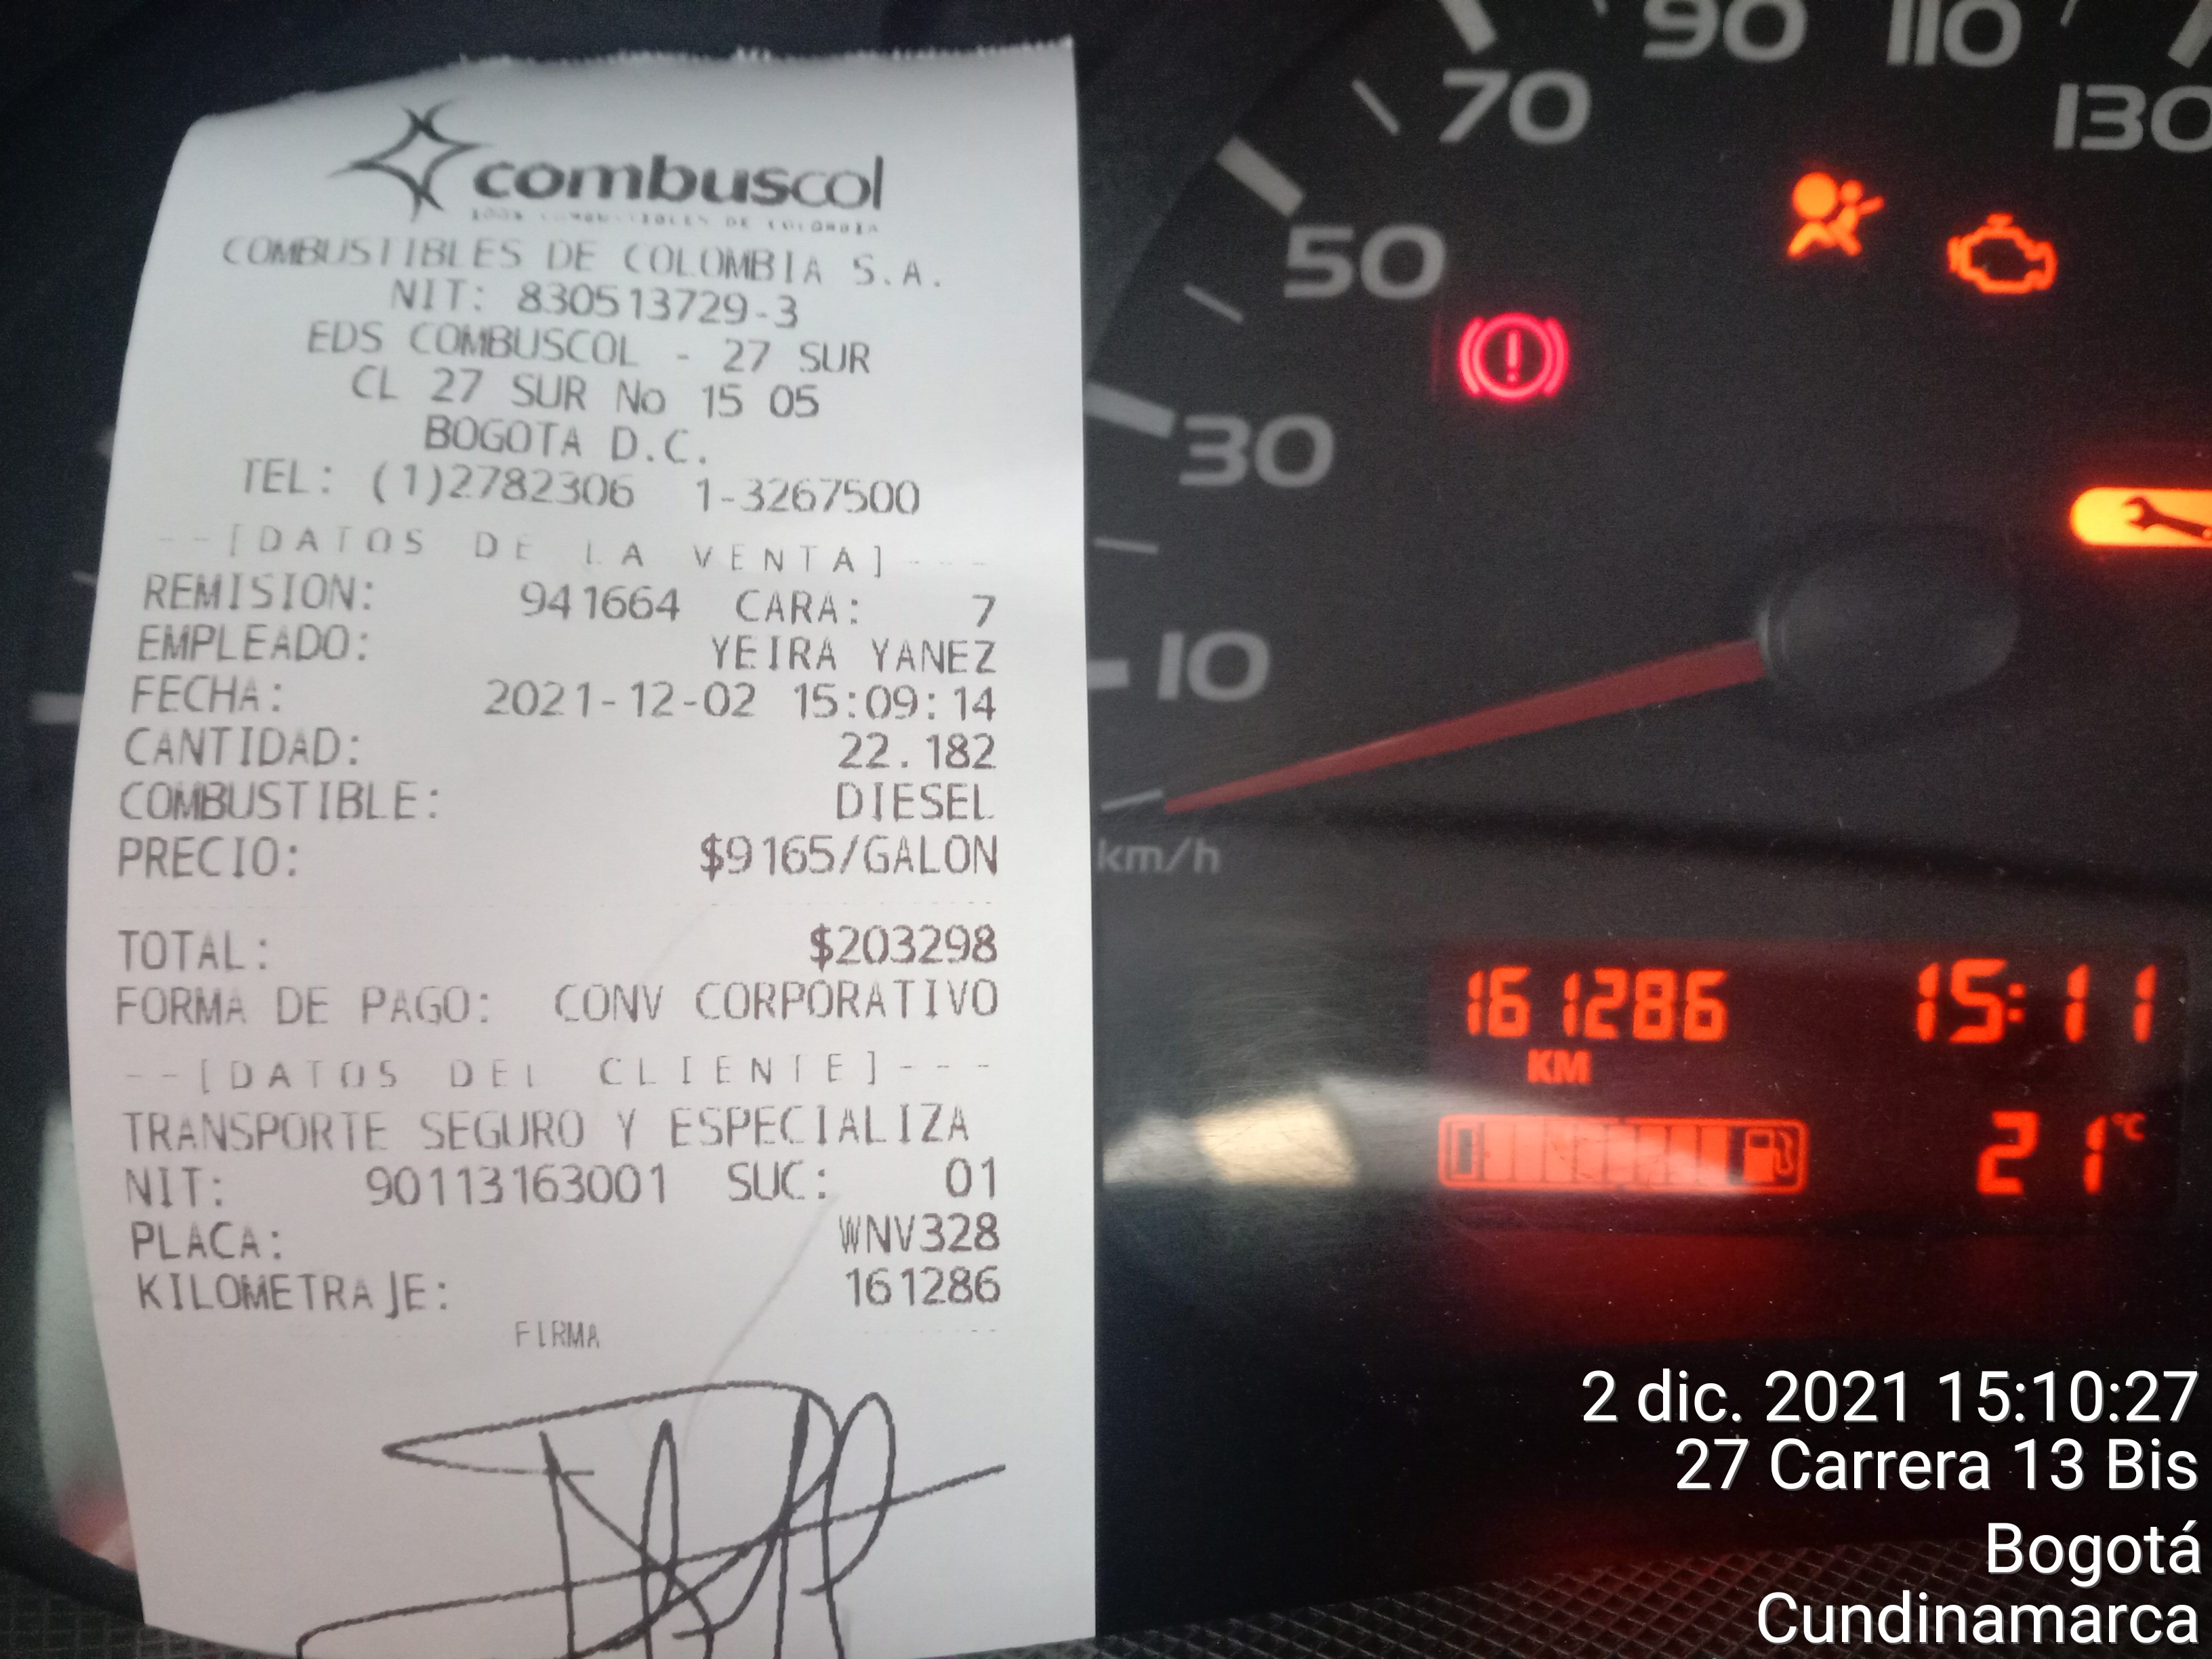 combuscol
100% COMBUSTIBLES DE COLOMBIA
COMBUSTIBLES DE COLOMBIA S.A.
NIT: 830513729-3
EDS COMBUSCOL - 27 SUR
CL 27 SUR No 15 05
BOGOTA D.C.
TEL: (1)2782306 1-3267500
--[DATOS DE LA VENTA]---
REMISION: 941664 CARA: 7
EMPLEADO: YEIRA YANEZ
FECHA: 2021-12-02 15:09:14
CANTIDAD: 22.182
COMBUSTIBLE: DIESEL
PRECIO: $9165/GALON
TOTAL: $203298
FORMA DE PAGO: CONV CORPORATIVO
--[DATOS DEL CLIENTE]---
TRANSPORTE SEGURO Y ESPECIALIZA
NIT: 90113163001 SUC: 01
PLACA: WNV328
KILOMETRAJE: 161286
FIRMA
10
30
50
70
90
110
130
km/h
161286 15:11
KM
21°C
2 dic. 2021 15:10:27
27 Carrera 13 Bis
Bogotá
Cundinamarca